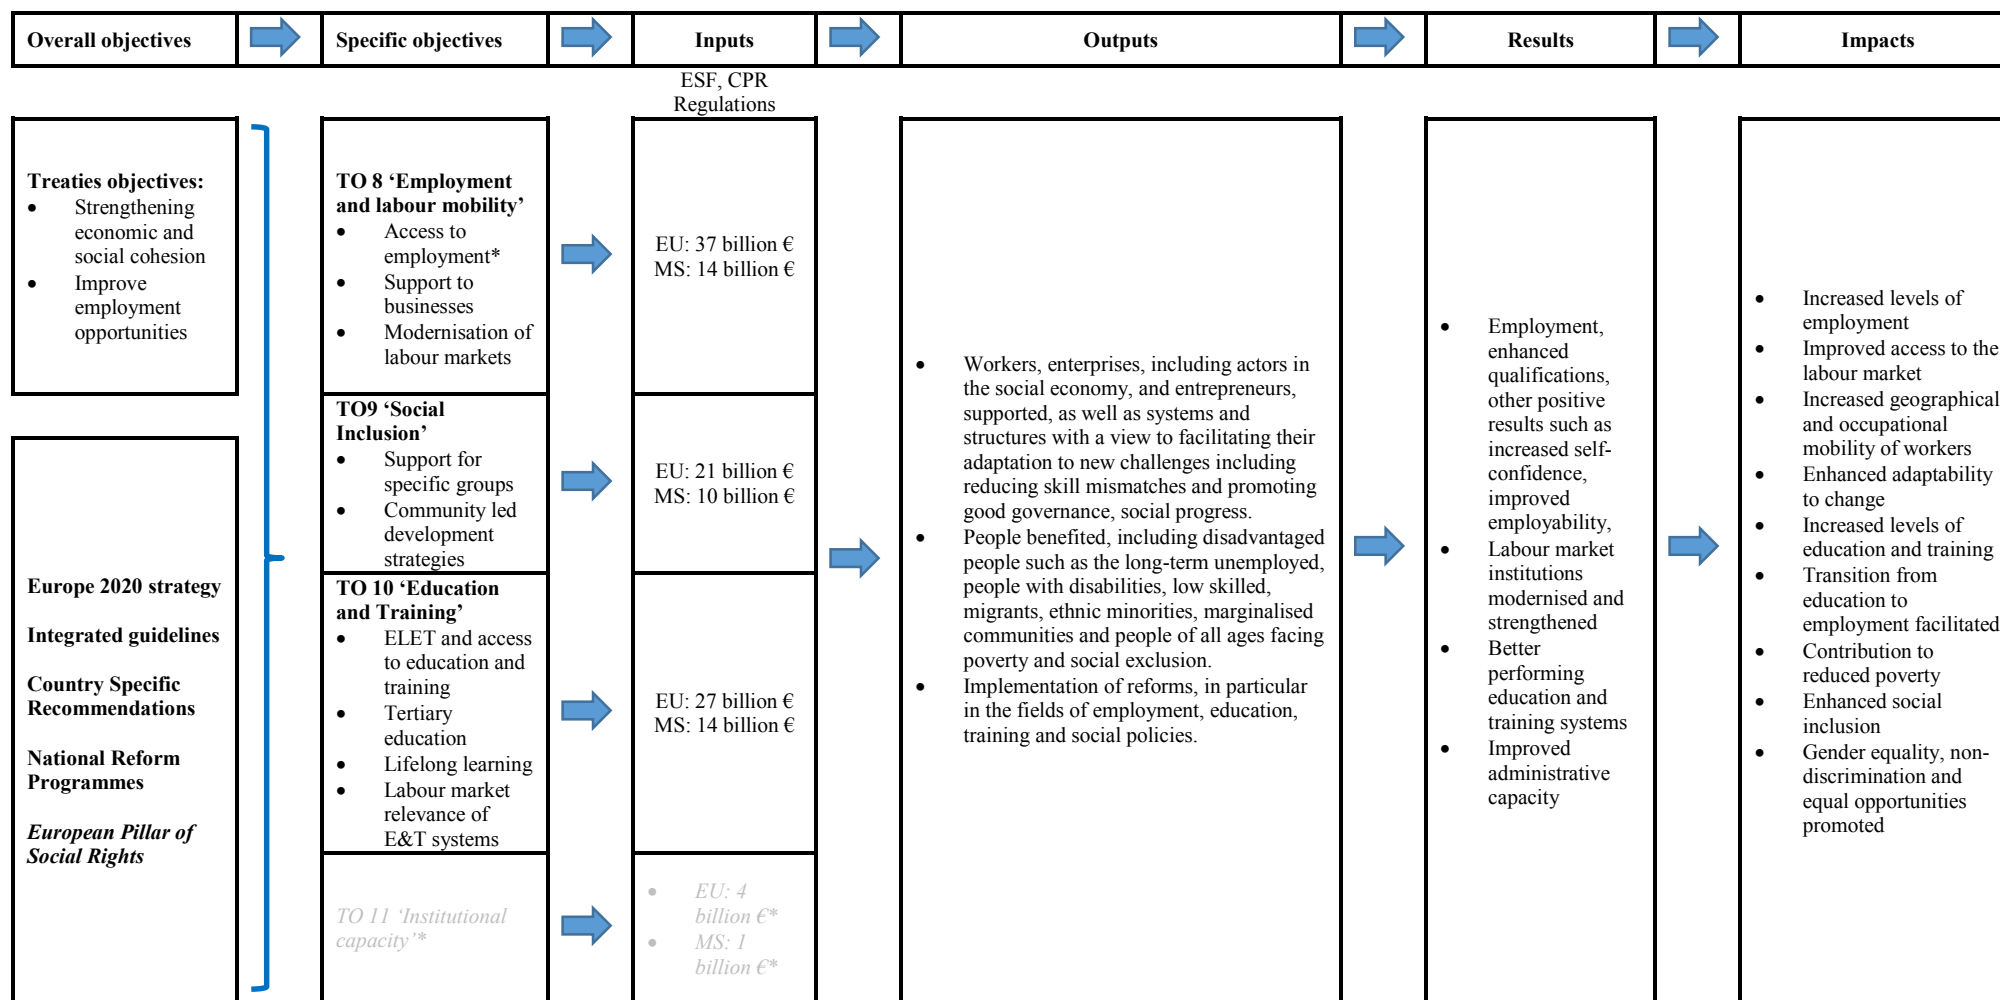 Overall objectives
Specific objectives
Inputs
Outputs
Results
Impacts
ESF, CPR
Regulations
Treaties objectives:
• Strengthening
economic and
social cohesion
• Improve
employment
opportunities
Europe 2020 strategy
Integrated guidelines
Country Specific
Recommendations
National Reform
Programmes
European Pillar of
Social Rights
TO 8 ‘Employment
and labour mobility’
• Access to
employment*
• Support to
businesses
• Modernisation of
labour markets
TO9 ‘Social
Inclusion’
• Support for
specific groups
• Community led
development
strategies
TO 10 ‘Education
and Training’
• ELET and access
to education and
training
• Tertiary
education
• Lifelong learning
• Labour market
relevance of
E&T systems
TO 11 ‘Institutional
capacity’*
EU: 37 billion €
MS: 14 billion €
EU: 21 billion €
MS: 10 billion €
EU: 27 billion €
MS: 14 billion €
• EU: 4
billion €*
• MS: 1
billion €*
• Workers, enterprises, including actors in
the social economy, and entrepreneurs,
supported, as well as systems and
structures with a view to facilitating their
adaptation to new challenges including
reducing skill mismatches and promoting
good governance, social progress.
• People benefited, including disadvantaged
people such as the long-term unemployed,
people with disabilities, low skilled,
migrants, ethnic minorities, marginalised
communities and people of all ages facing
poverty and social exclusion.
• Implementation of reforms, in particular
in the fields of employment, education,
training and social policies.
• Employment,
enhanced
qualifications,
other positive
results such as
increased self-
confidence,
improved
employability,
• Labour market
institutions
modernised and
strengthened
• Better
performing
education and
training systems
• Improved
administrative
capacity
• Increased levels of
employment
• Improved access to the
labour market
• Increased geographical
and occupational
mobility of workers
• Enhanced adaptability
to change
• Increased levels of
education and training
• Transition from
education to
employment facilitated
• Contribution to
reduced poverty
• Enhanced social
inclusion
• Gender equality, non-
discrimination and
equal opportunities
promoted